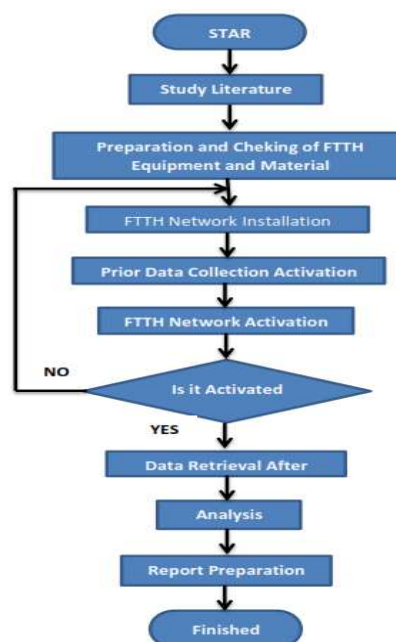 STAR
Study Literature
Preparation and Cheking of FTTH
Equipment and Material
FTTH Network Installation
Prior Data Collection Activation
FTTH Network Activation
NO
Is it Activated
YES
Data Retrieval After
Analysis
Report Preparation
Finished